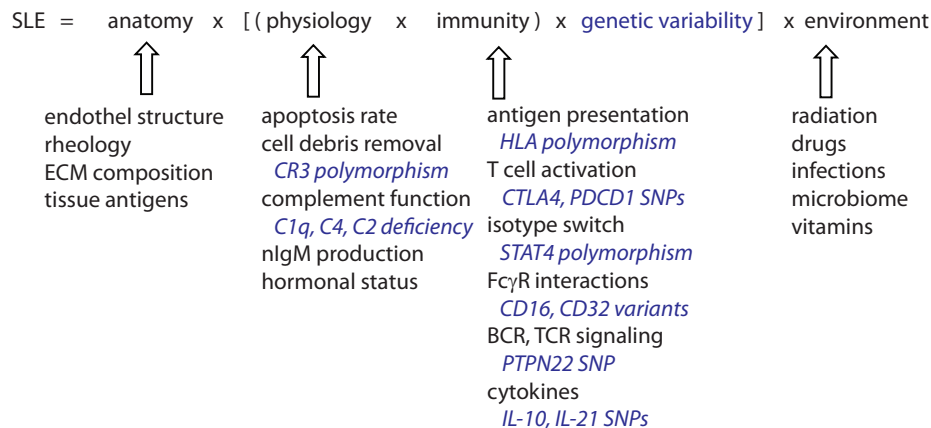 SLE = anatomy x [(physiology x immunity) x genetic variability] x environment
endothel structure
rheology
ECM composition
tissue antigens
apoptosis rate
cell debris removal
CR3 polymorphism
complement function
C1q, C4, C2 deficiency
nIgM production
hormonal status
antigen presentation
HLA polymorphism
T cell activation
CTLA4, PDCD1 SNPs
isotype switch
STAT4 polymorphism
FcγR interactions
CD16, CD32 variants
BCR, TCR signaling
PTPN22 SNP
cytokines
IL-10, IL-21 SNPs
radiation
drugs
infections
microbiome
vitamins